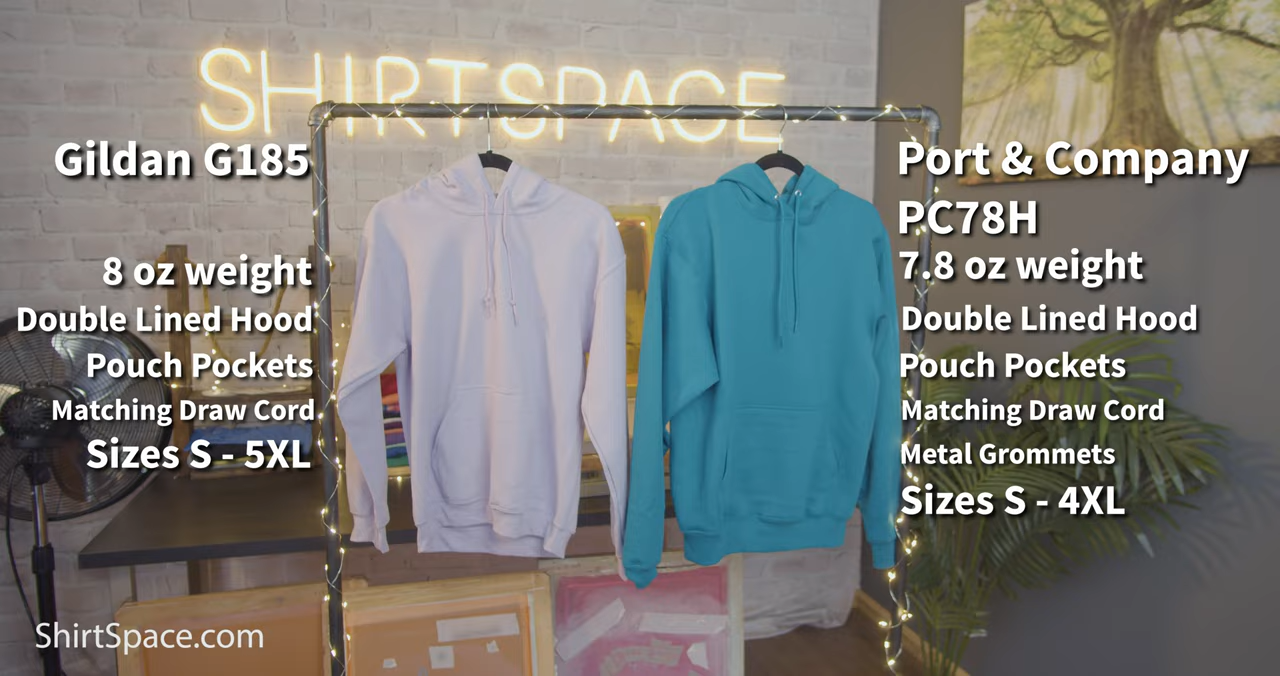 SHIRTSPACE
Gildan G185
8 oz weight
Double Lined Hood
Pouch Pockets
Matching Draw Cord
Sizes S - 5XL
Port & Company
PC78H
7.8 oz weight
Double Lined Hood
Pouch Pockets
Matching Draw Cord
Metal Grommets
Sizes S - 4XL
ShirtSpace.com